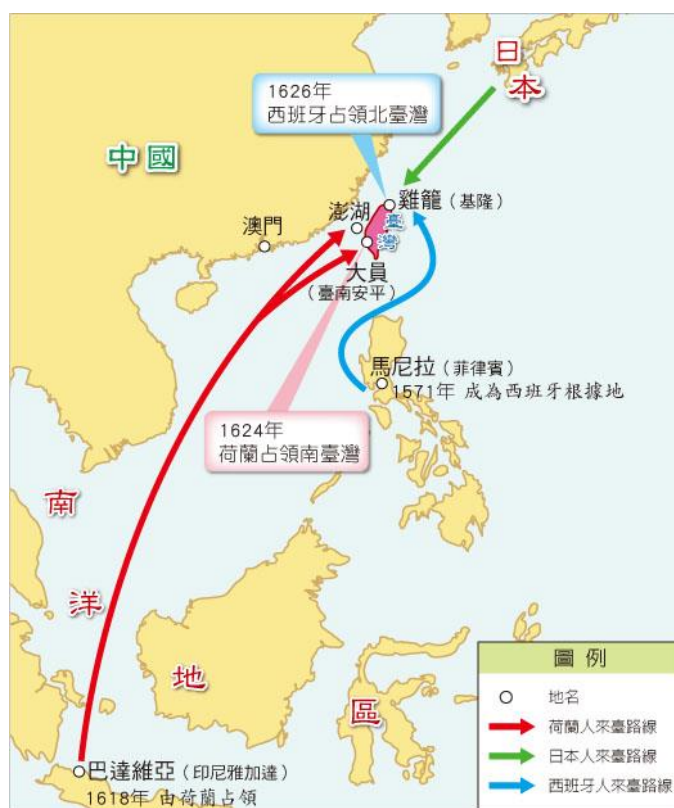 日本
1626年
西班牙占領北臺灣
中國
雞籠（基隆）
澎湖
臺灣
澳門
大員
（臺南安平）
馬尼拉（菲律賓）
1571年 成為西班牙根據地
1624年
荷蘭占領南臺灣
南洋地區
巴達維亞（印尼雅加達）
1618年 由荷蘭占領
圖例
地名
荷蘭人來臺路線
日本人來臺路線
西班牙人來臺路線